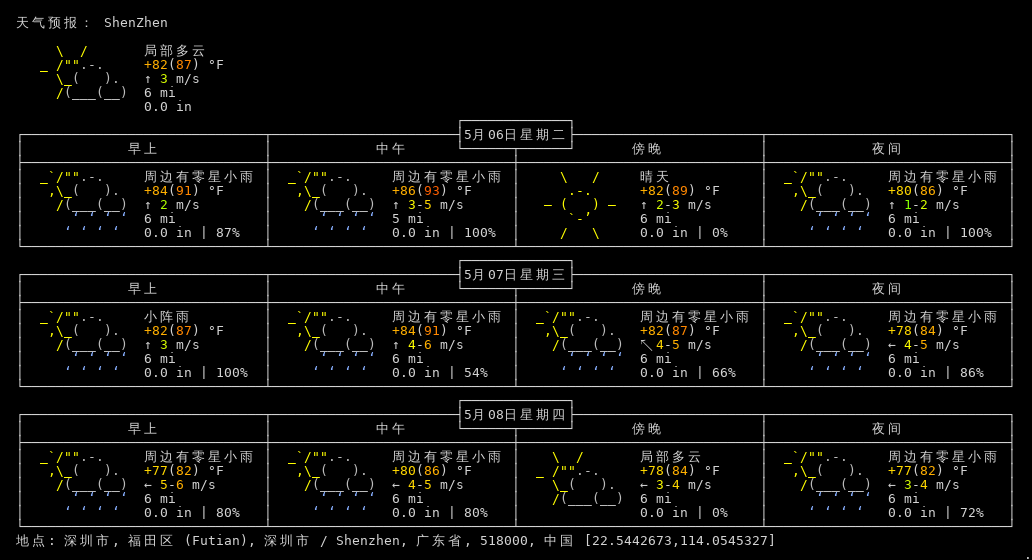 天气预报： ShenZhen
局部多云
+82(87) °F
↑ 3 m/s
6 mi
0.0 in
5月06日星期二
早上 中午 傍晚 夜间
周边有零星小雨 周边有零星小雨 晴天 周边有零星小雨
+84(91) °F +86(93) °F +82(89) °F +80(86) °F
↑ 2 m/s ↑ 3-5 m/s ↑ 2-3 m/s ↑ 1-2 m/s
6 mi 5 mi 6 mi 6 mi
0.0 in | 87% 0.0 in | 100% 0.0 in | 0% 0.0 in | 100%
5月07日星期三
早上 中午 傍晚 夜间
小阵雨 周边有零星小雨 周边有零星小雨 周边有零星小雨
+82(87) °F +84(91) °F +82(87) °F +78(84) °F
↑ 3 m/s ↑ 4-6 m/s ↖ 4-5 m/s ← 4-5 m/s
6 mi 6 mi 6 mi 6 mi
0.0 in | 100% 0.0 in | 54% 0.0 in | 66% 0.0 in | 86%
5月08日星期四
早上 中午 傍晚 夜间
周边有零星小雨 周边有零星小雨 局部多云 周边有零星小雨
+77(82) °F +80(86) °F +78(84) °F +77(82) °F
← 5-6 m/s ← 4-5 m/s ← 3-4 m/s ← 3-4 m/s
6 mi 6 mi 6 mi 6 mi
0.0 in | 80% 0.0 in | 80% 0.0 in | 0% 0.0 in | 72%
地点: 深圳市, 福田区 (Futian), 深圳市 / Shenzhen, 广东省, 518000, 中国 [22.5442673,114.0545327]